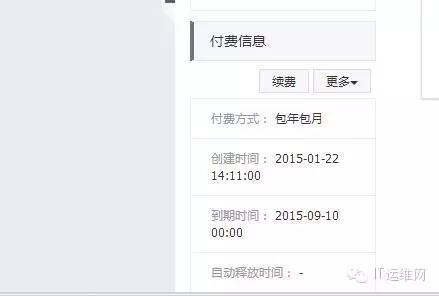 付费信息
续费 更多
付费方式： 包年包月
创建时间： 2015-01-22
14:11:00
到期时间： 2015-09-10
00:00
自动释放时间： -
IT运维网